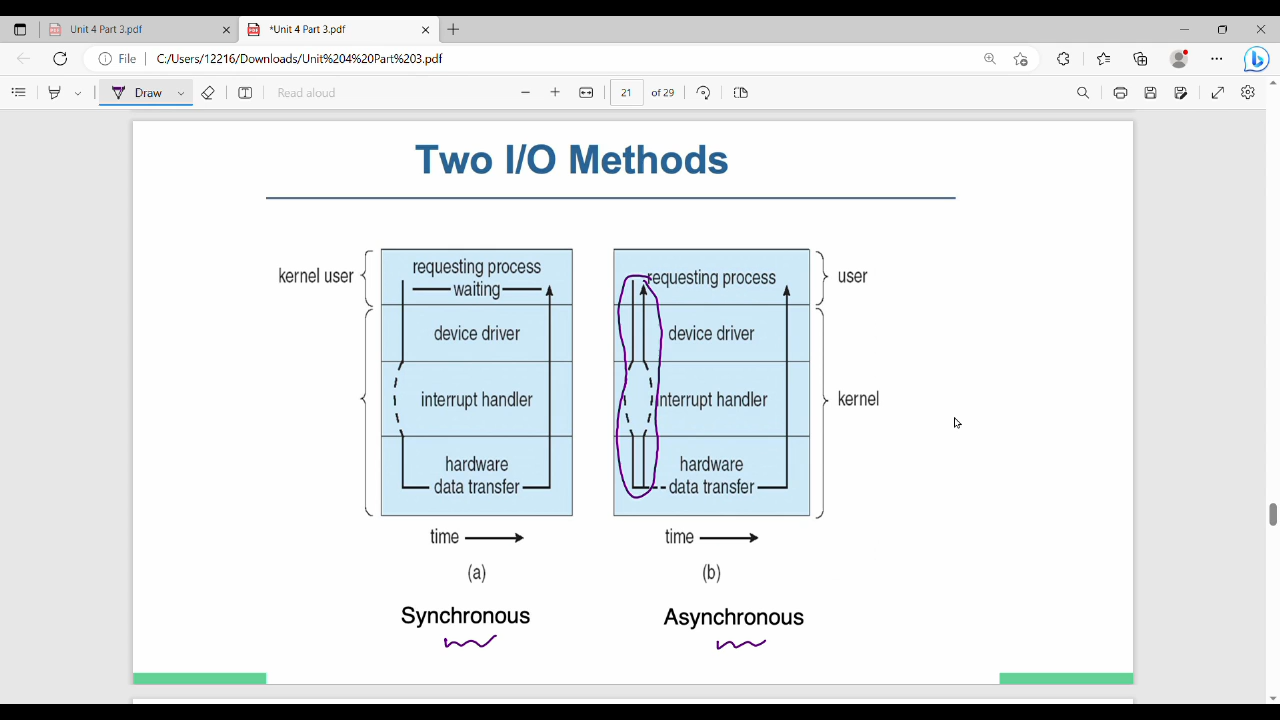 Unit 4 Part 3.pdf
*Unit 4 Part 3.pdf
File
C:/Users/12216/Downloads/Unit%204%20Part%203.pdf
Draw
Read aloud
21 of 29
Two I/O Methods
kernel user
requesting process
waiting
device driver
interrupt handler
hardware
data transfer
time
(a)
Synchronous
requesting process
device driver
interrupt handler
hardware
data transfer
user
kernel
time
(b)
Asynchronous